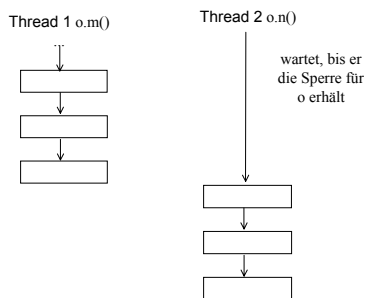 Thread 1 o.m()
Thread 2 o.n()
wartet, bis er
die Sperre für
o erhält